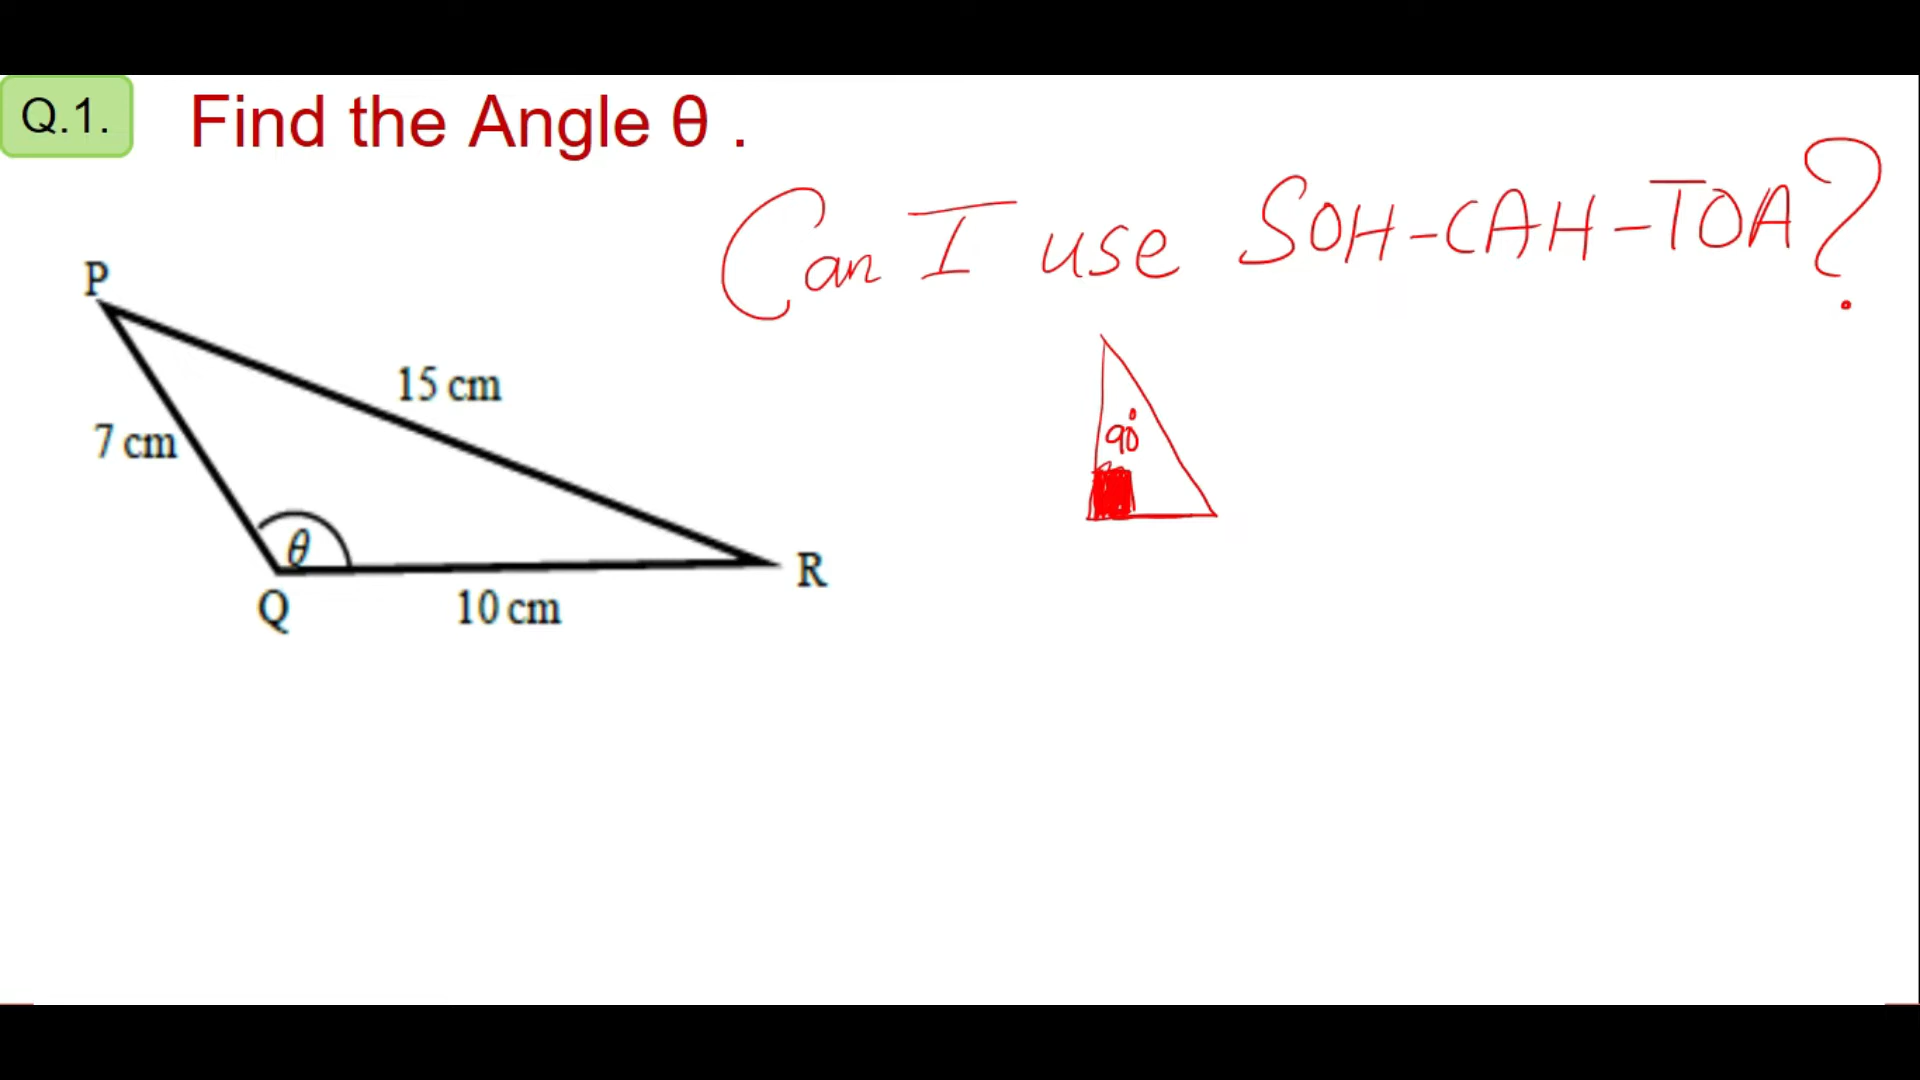 Q.1. Find the Angle θ .
Can I use SOH-CAH-TOA?
P
15 cm
7 cm
90°
θ
R
Q
10 cm